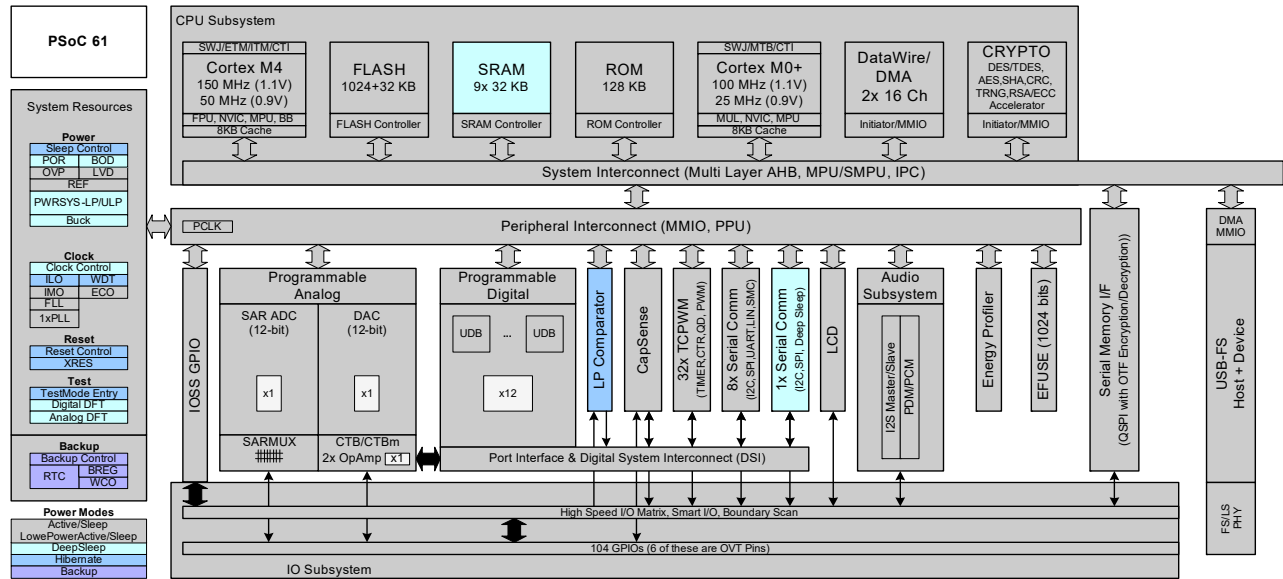 PSoC 61
System Resources
Power
Sleep Control
POR BOD
OVP LVD
REF
PWRSYS-LP/ULP
Buck
Clock
Clock Control
ILO WDT
IMO ECO
FLL
1xPLL
Reset
Reset Control
XRES
Test
TestMode Entry
Digital DFT
Analog DFT
Backup
Backup Control
RTC BREG
WCO
Power Modes
Active/Sleep
LowePowerActive/Sleep
DeepSleep
Hibernate
Backup
CPU Subsystem
SWJ/ETM/ITM/CTI
Cortex M4
150 MHz (1.1V)
50 MHz (0.9V)
FPU, NVIC, MPU, BB
8KB Cache
FLASH
1024+32 KB
FLASH Controller
SRAM
9x 32 KB
SRAM Controller
ROM
128 KB
ROM Controller
SWJ/MTB/CTI
Cortex M0+
100 MHz (1.1V)
25 MHz (0.9V)
MUL, NVIC, MPU
8KB Cache
DataWire/
DMA
2x 16 Ch
Initiator/MMIO
CRYPTO
DES/TDES,
AES,SHA,CRC,
TRNG,RSA/ECC
Accelerator
Initiator/MMIO
System Interconnect (Multi Layer AHB, MPU/SMPU, IPC)
PCLK
Peripheral Interconnect (MMIO, PPU)
IOSS GPIO
Programmable
Analog
SAR ADC
(12-bit)
x1
SARMUX
DAC
(12-bit)
x1
CTB/CTBm
2x OpAmp x1
Programmable
Digital
UDB ... UDB
x12
LP Comparator
CapSense
32x TCPWM
(TIMER,CTR,QD, PWM)
8x Serial Comm
(I2C,SPI,UART,LIN,SMC)
1x Serial Comm
(I2C,SPI, Deep Sleep)
LCD
Audio
Subsystem
I2S Master/Slave
PDM/PCM
Energy Profiler
EFUSE (1024 bits)
Serial Memory I/F
(QSPI with OTF Encryption/Decryption))
DMA
MMIO
USB-FS
Host + Device
FS/LS
PHY
Port Interface & Digital System Interconnect (DSI)
High Speed I/O Matrix, Smart I/O, Boundary Scan
104 GPIOs (6 of these are OVT Pins)
IO Subsystem